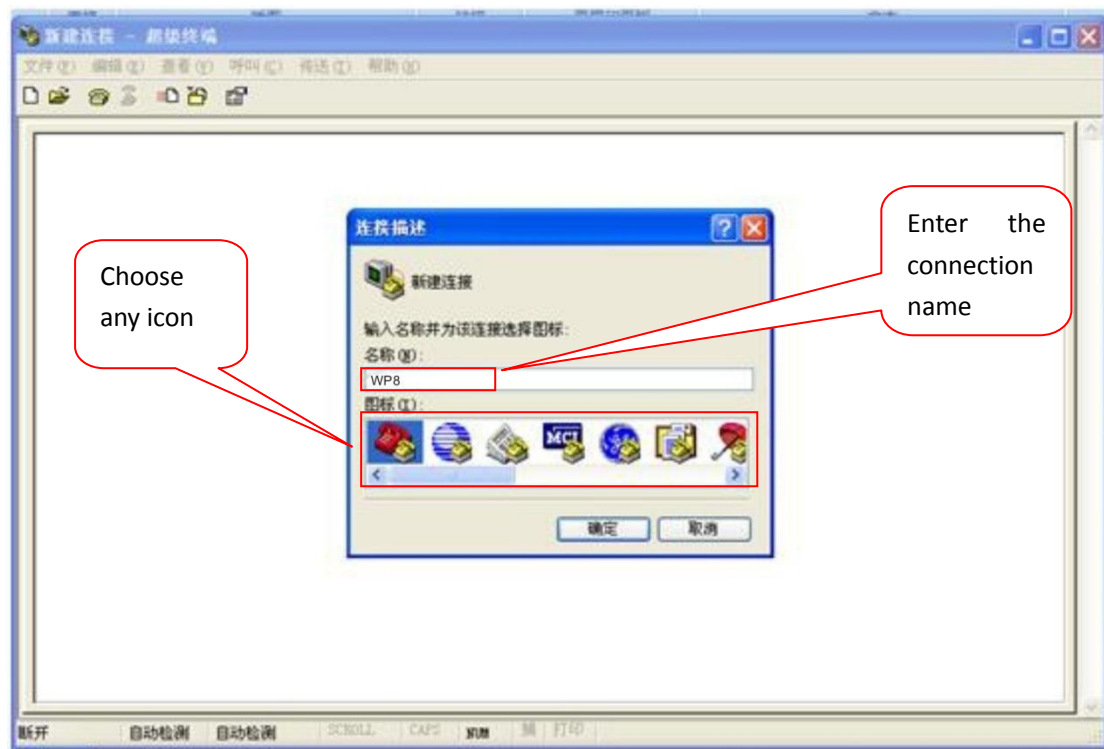 新建连接 - 超级终端
文件(F) 编辑(E) 查看(V) 呼叫(C) 传送(T) 帮助(H)
Enter the
connection
name
连接描述
Choose
any icon
新建连接
输入名称并为该连接选择图标:
名称(N):
WP8
图标(I):
MCI
确定 取消
断开 自动检测 自动检测 SCROLL CAPS NUM 捕 打印